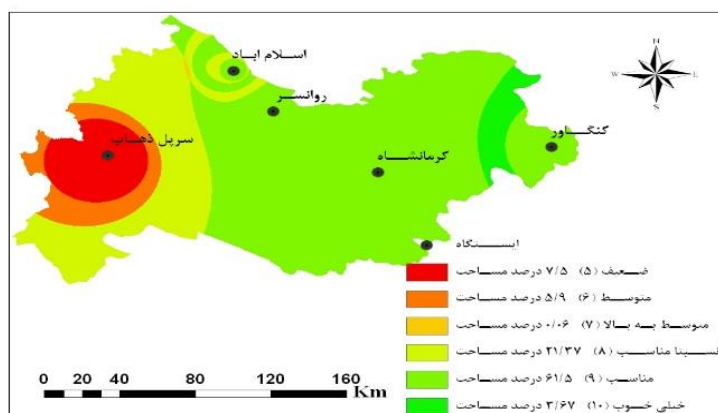 N
W E
S
اسلام اباد
روانسر
کنگاور
سرپل ذهاب
کرمانشاه
ایستگاه
ضعیف (۵) ۷/۵ درصد مساحت
متوسط (۶) ۵/۹ درصد مساحت
متوسط به بالا (۷) ۰/۰۶ درصد مساحت
نسبتا مناسب (۸) ۲۱/۳۷ درصد مساحت
مناسب (۹) ۶۱/۵ درصد مساحت
خیلی خوب (۱۰) ۳/۶۷ درصد مساحت
0 20 40 80 120 160
Km